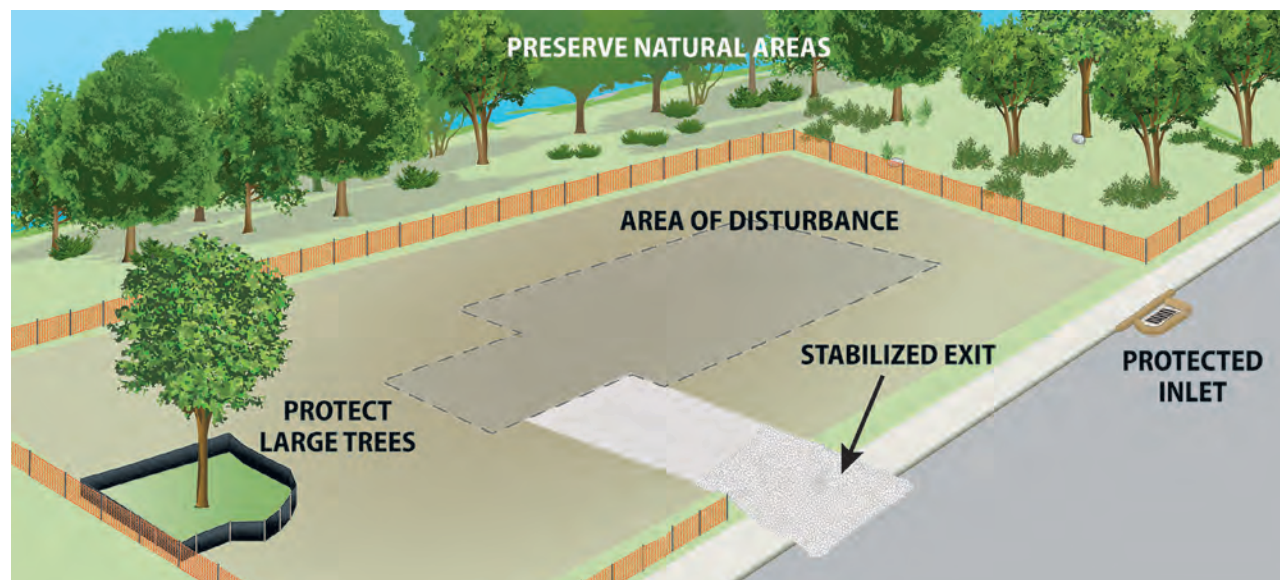 PRESERVE NATURAL AREAS
AREA OF DISTURBANCE
STABILIZED EXIT
PROTECTED
INLET
PROTECT
LARGE TREES